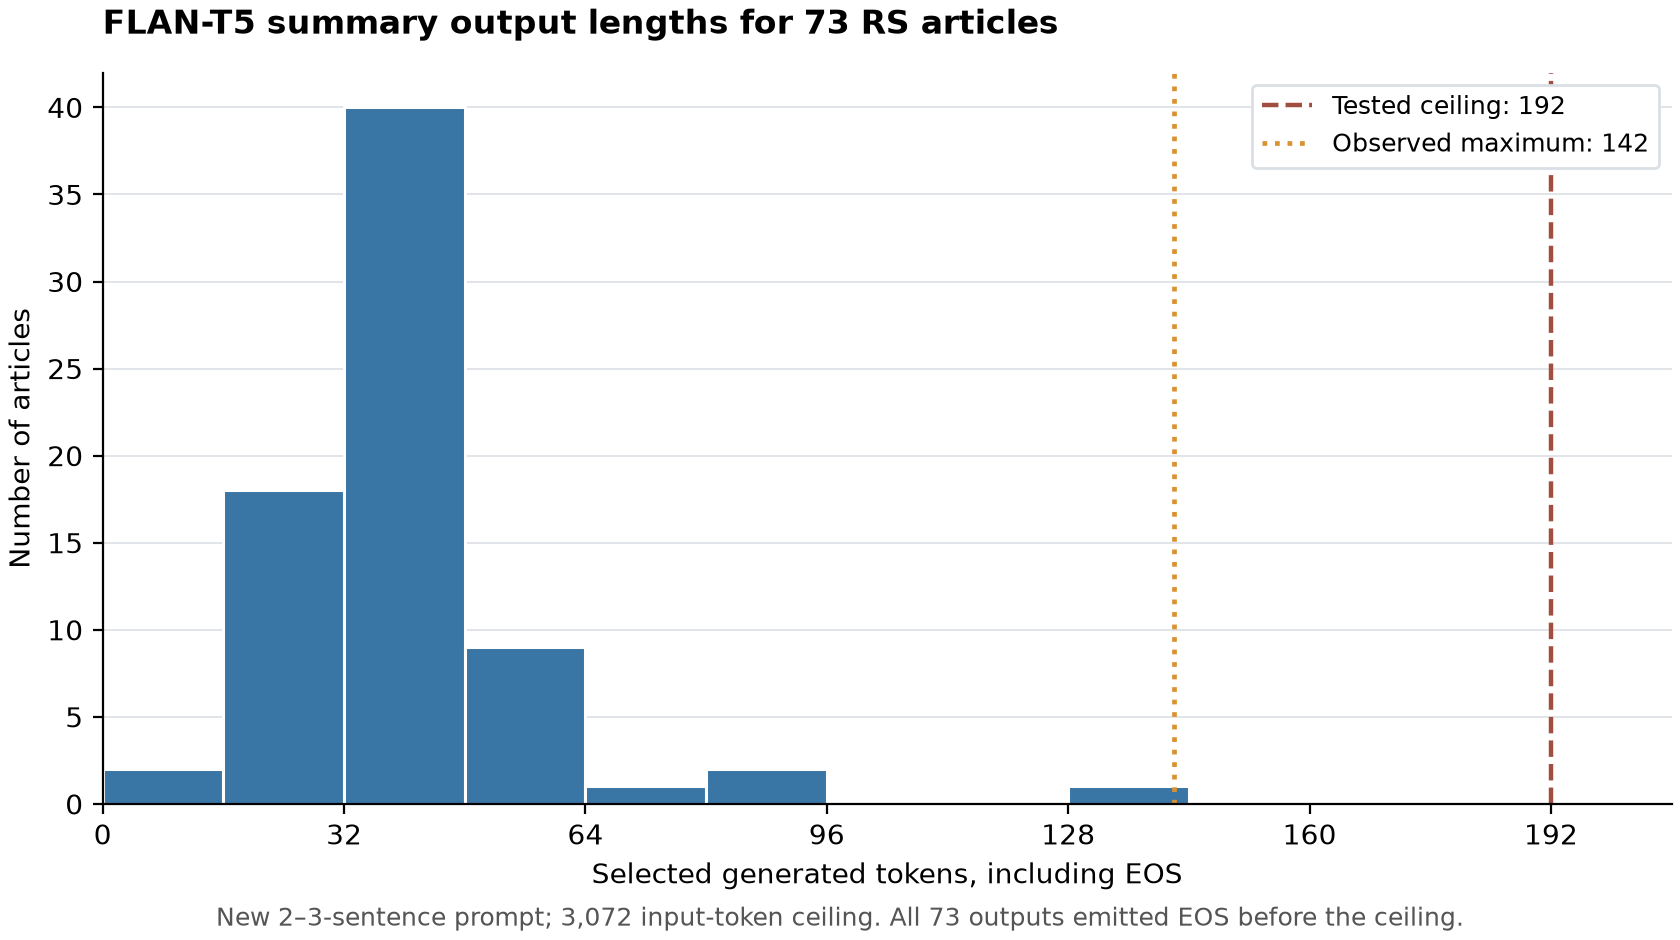 FLAN-T5 summary output lengths for 73 RS articles
Tested ceiling: 192
Observed maximum: 142
Number of articles
40
35
30
25
20
15
10
5
0
0 32 64 96 128 160 192
Selected generated tokens, including EOS
New 2–3-sentence prompt; 3,072 input-token ceiling. All 73 outputs emitted EOS before the ceiling.